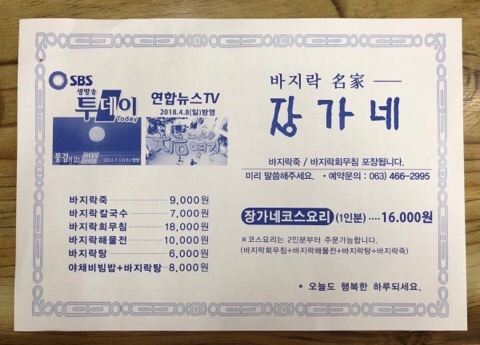 SBS
생방송
투데이
Today
연합뉴스TV
2018.4.8(일)방영
바지락죽 9,000원
바지락칼국수 7,000원
바지락회무침 18,000원
바지락해물전 10,000원
바지락탕 6,000원
야채비빔밥+바지락탕 8,000원
바지락 名家 —
장가네
바지락죽 / 바지락회무침 포장됩니다.
미리 말씀해주세요. • 예약문의 : 063) 466-2995
장가네코스요리 (1인분) ···· 16.000원
※코스요리는 2인분부터 주문가능합니다.
(바지락회무침+바지락해물전+바지락탕+바지락죽)
• 오늘도 행복한 하루되세요.